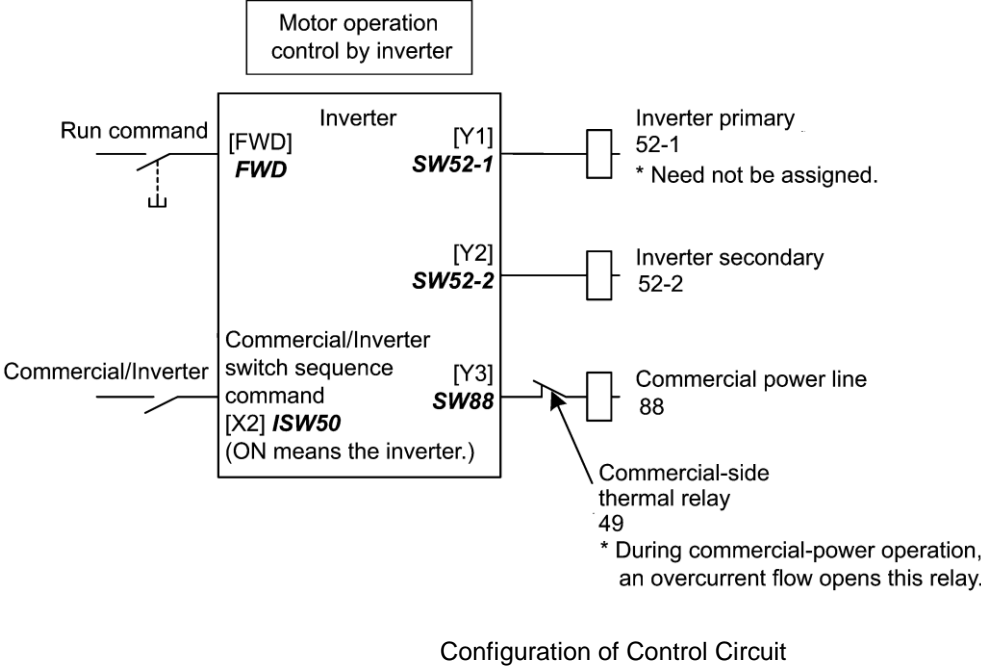 Motor operation
control by inverter
Run command
[FWD]
FWD
Inverter
[Y1]
SW52-1
Inverter primary
52-1
* Need not be assigned.
[Y2]
SW52-2
Inverter secondary
52-2
Commercial/Inverter
Commercial/Inverter
switch sequence
command
[X2] ISW50
(ON means the inverter.)
[Y3]
SW88
Commercial power line
88
Commercial-side
thermal relay
49
* During commercial-power operation,
an overcurrent flow opens this relay.
Configuration of Control Circuit